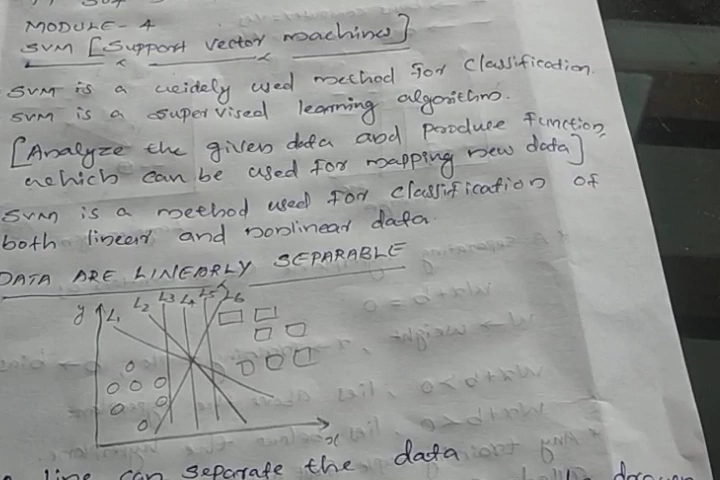 MODULE-4
SVM [Support vector machines]
SVM is a widely used method for classification.
SVM is a supervised learning algorithm.
[Analyze the given data and produce function
which can be used for mapping new data]
SVM is a method used for classification of
both linear and nonlinear data.
DATA ARE LINEARLY SEPARABLE
y L1 L2 L3 L4 L5 L6
x
line can separate the data